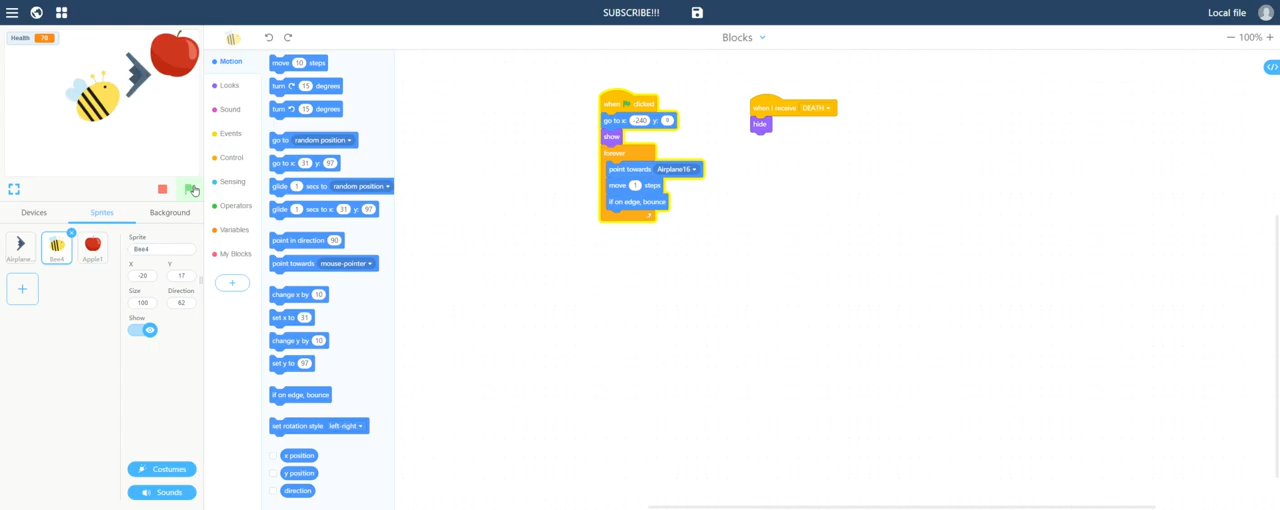 SUBSCRIBE!!!
Local file
Health 76
Blocks
100%
Motion
Looks
Sound
Events
Control
Sensing
Operators
Variables
My Blocks
move 10 steps
turn 15 degrees
turn 15 degrees
go to random position
go to x: 31 y: 97
glide 1 secs to random position
glide 1 secs to x: 31 y: 97
point in direction 90
point towards mouse-pointer
change x by 10
set x to 31
change y by 10
set y to 97
if on edge, bounce
set rotation style left-right
x position
y position
direction
when clicked
go to x: -240 y: 0
show
forever
point towards Airplane16
move 1 steps
if on edge, bounce
when I receive DEATH
hide
Devices
Sprites
Background
Airplane...
Bee4
Apple1
Sprite
Bee4
X
Y
-20
17
Size
Direction
100
62
Show
Costumes
Sounds